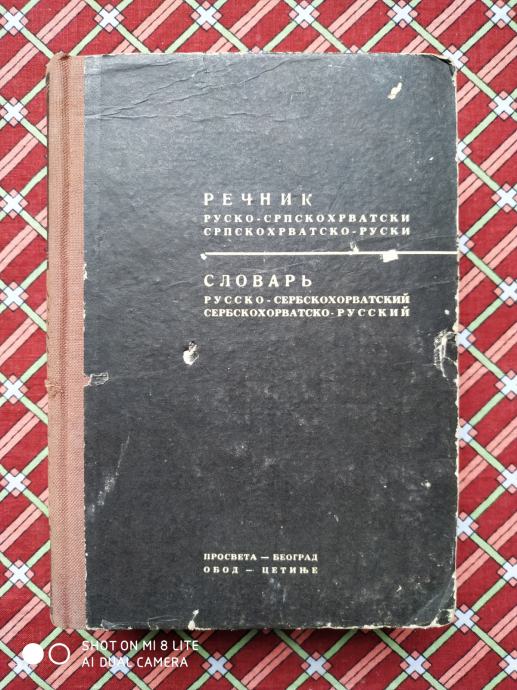 РЕЧНИК
РУСКО-СРПСКОХРВАТСКИ
СРПСКОХРВАТСКО-РУСКИ
СЛОВАРЬ
РУССКО-СЕРБСКОХОРВАТСКИЙ
СЕРБСКОХОРВАТСКО-РУССКИЙ
ПРОСВЕТА — БЕОГРАД
ОБОД — ЦЕТИЊЕ
SHOT ON MI 8 LITE
AI DUAL CAMERA